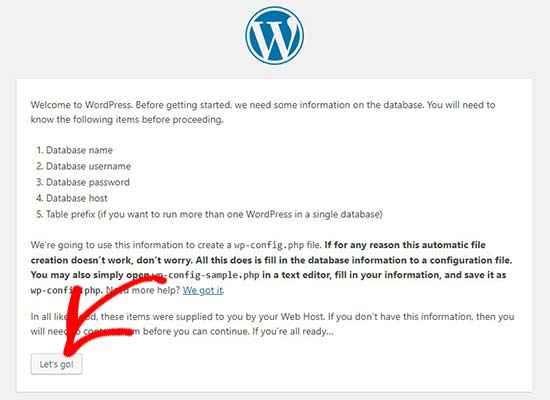 Welcome to WordPress. Before getting started, we need some information on the database. You will need to
know the following items before proceeding.
1. Database name
2. Database username
3. Database password
4. Database host
5. Table prefix (if you want to run more than one WordPress in a single database)
We're going to use this information to create a wp-config.php file. If for any reason this automatic file
creation doesn't work, don't worry. All this does is fill in the database information to a configuration file.
You may also simply open wp-config-sample.php in a text editor, fill in your information, and save it as
wp-config.php. Need more help? We got it.
In all likelihood, these items were supplied to you by your Web Host. If you don't have this information, then you
will need to contact them before you can continue. If you're all ready...
Let's go!